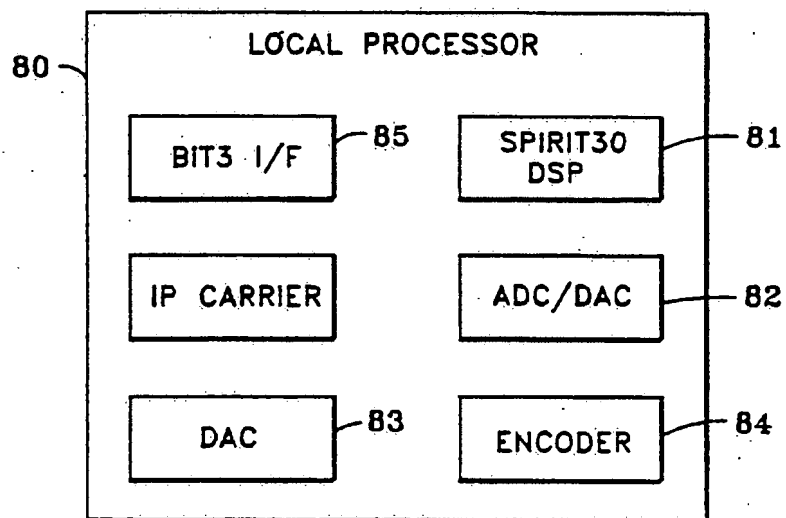 LOCAL PROCESSOR
80
BIT3 I/F
85
SPIRIT30
DSP
81
IP CARRIER
ADC/DAC
82
DAC
83
ENCODER
84